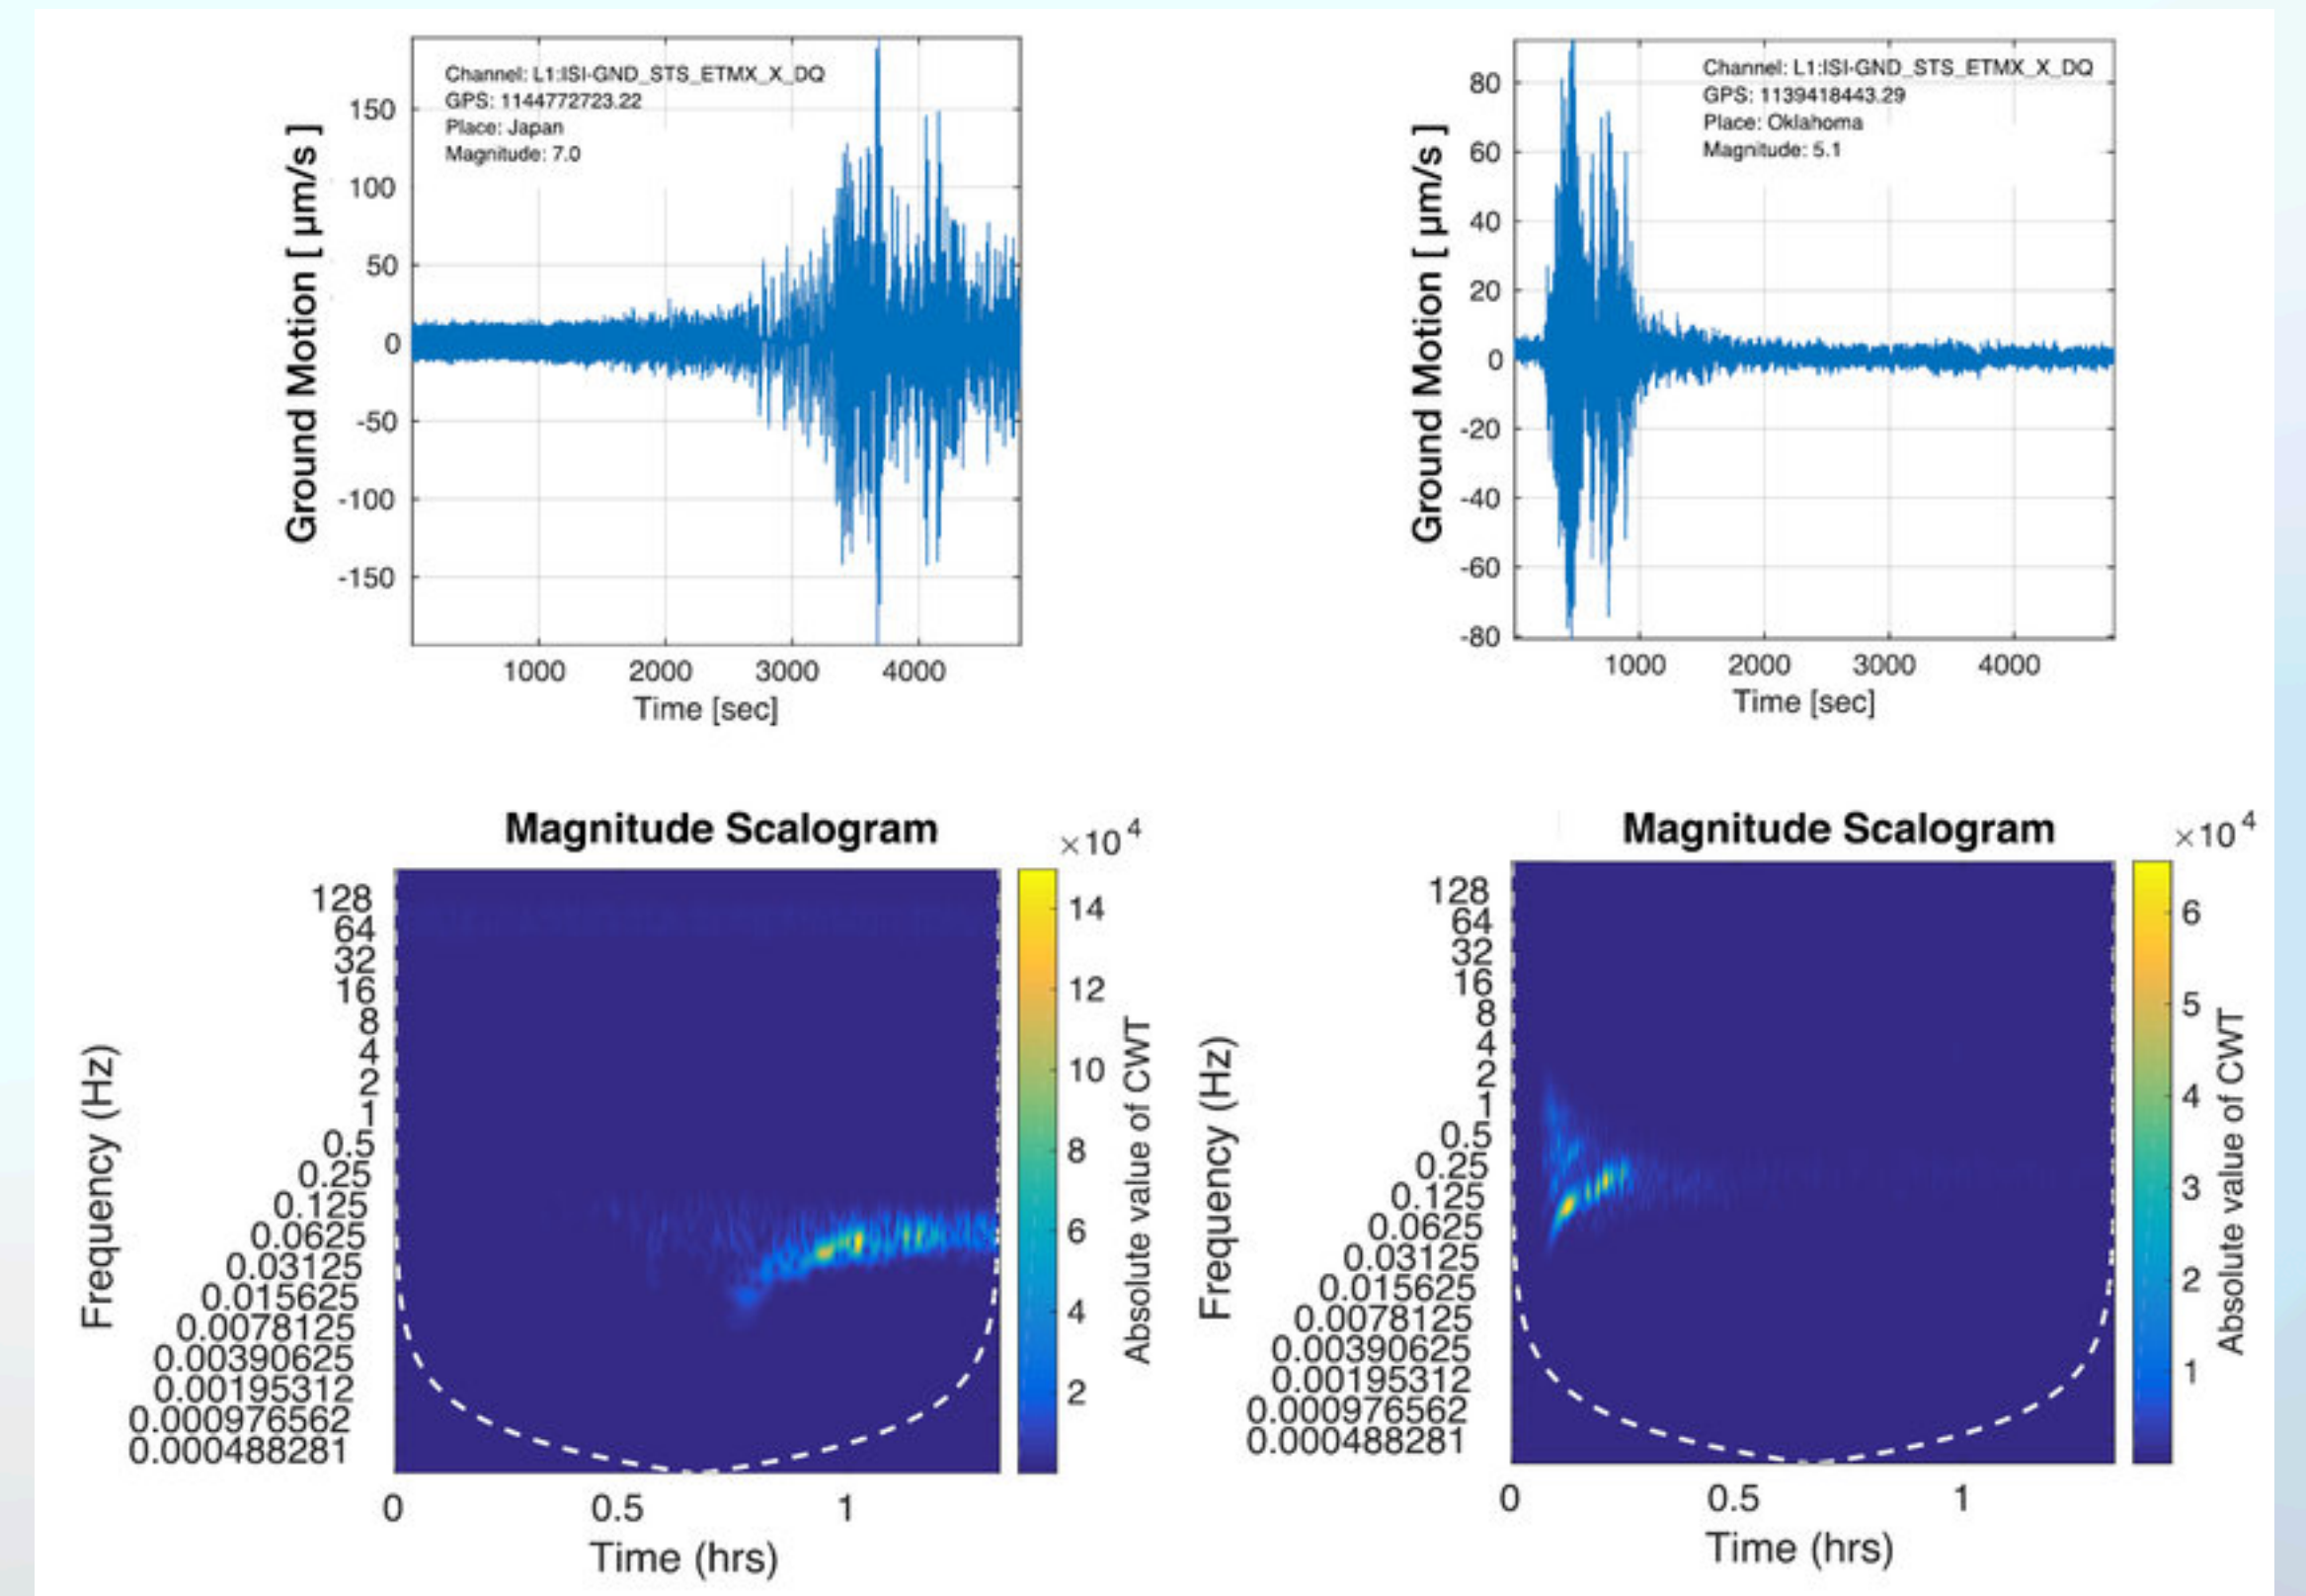 Channel: L1:ISI-GND_STS_ETMX_X_DQ
GPS: 1144772723.22
Place: Japan
Magnitude: 7.0
Ground Motion [ µm/s ]
150
100
50
0
-50
-100
-150
1000 2000 3000 4000
Time [sec]
Channel: L1:ISI-GND_STS_ETMX_X_DQ
GPS: 1139418443.29
Place: Oklahoma
Magnitude: 5.1
Ground Motion [ µm/s ]
80
60
40
20
0
-20
-40
-60
-80
1000 2000 3000 4000
Time [sec]
Magnitude Scalogram
×10 4
Frequency (Hz)
128
64
32
16
8
4
2
1
0.5
0.25
0.125
0.0625
0.03125
0.015625
0.0078125
0.00390625
0.00195312
0.000976562
0.000488281
0 0.5 1
Time (hrs)
14
12
10
8
6
4
2
Absolute value of CWT
Magnitude Scalogram
×10 4
Frequency (Hz)
128
64
32
16
8
4
2
1
0.5
0.25
0.125
0.0625
0.03125
0.015625
0.0078125
0.00390625
0.00195312
0.000976562
0.000488281
0 0.5 1
Time (hrs)
6
5
4
3
2
1
Absolute value of CWT